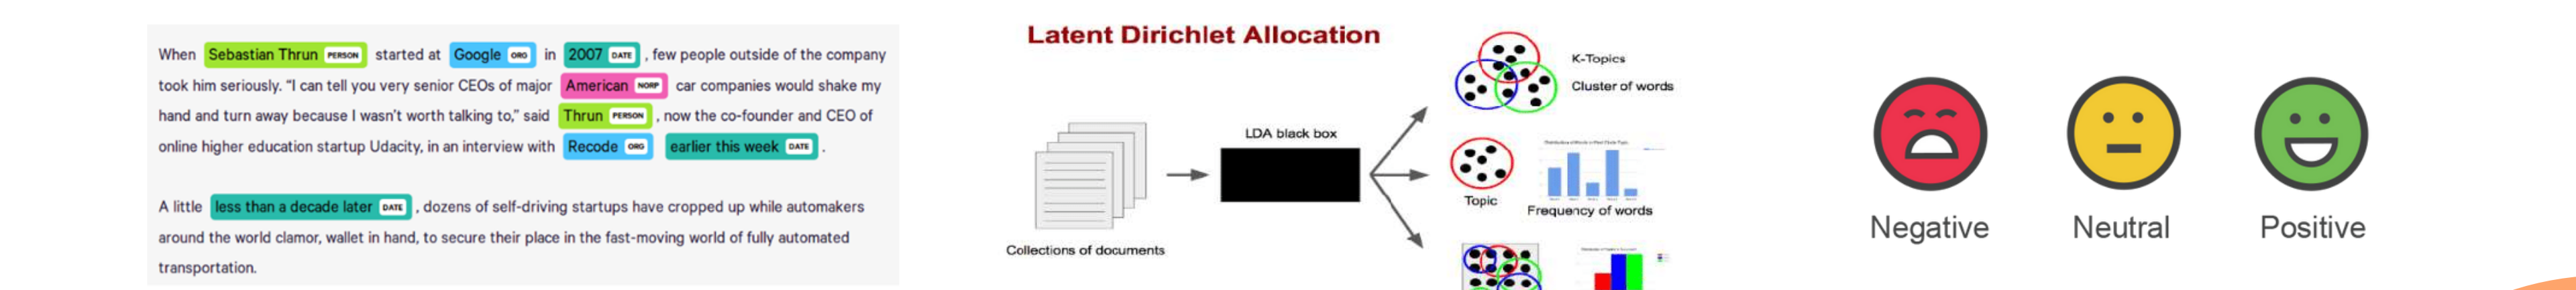 When Sebastian Thrun PERSON started at Google ORG in 2007 DATE , few people outside of the company
took him seriously. “I can tell you very senior CEOs of major American NORP car companies would shake my
hand and turn away because I wasn’t worth talking to,” said Thrun PERSON , now the co-founder and CEO of
online higher education startup Udacity, in an interview with Recode ORG earlier this week DATE .
A little less than a decade later DATE , dozens of self-driving startups have cropped up while automakers
around the world clamor, wallet in hand, to secure their place in the fast-moving world of fully automated
transportation.
Latent Dirichlet Allocation
Collections of documents
LDA black box
K-Topics
Cluster of words
Topic
Frequency of words
Negative
Neutral
Positive